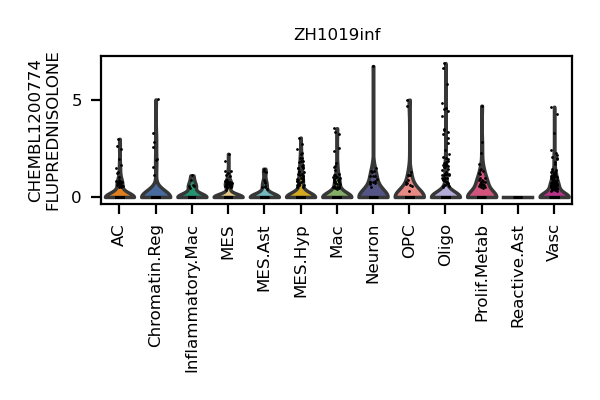 ZH1019inf
CHEMBL1200774
FLUPREDNISOLONE
5
0
AC
Chromatin.Reg
Inflammatory.Mac
MES
MES.Ast
MES.Hyp
Mac
Neuron
OPC
Oligo
Prolif.Metab
Reactive.Ast
Vasc